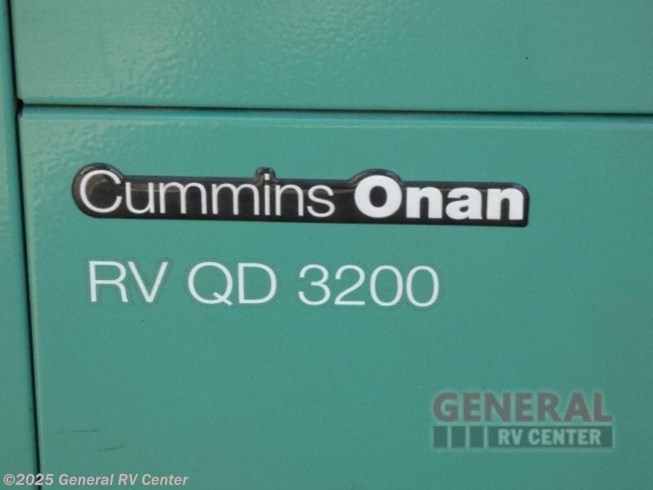 Cummins Onan
RV QD 3200
GENERAL
RV CENTER
©2025 General RV Center